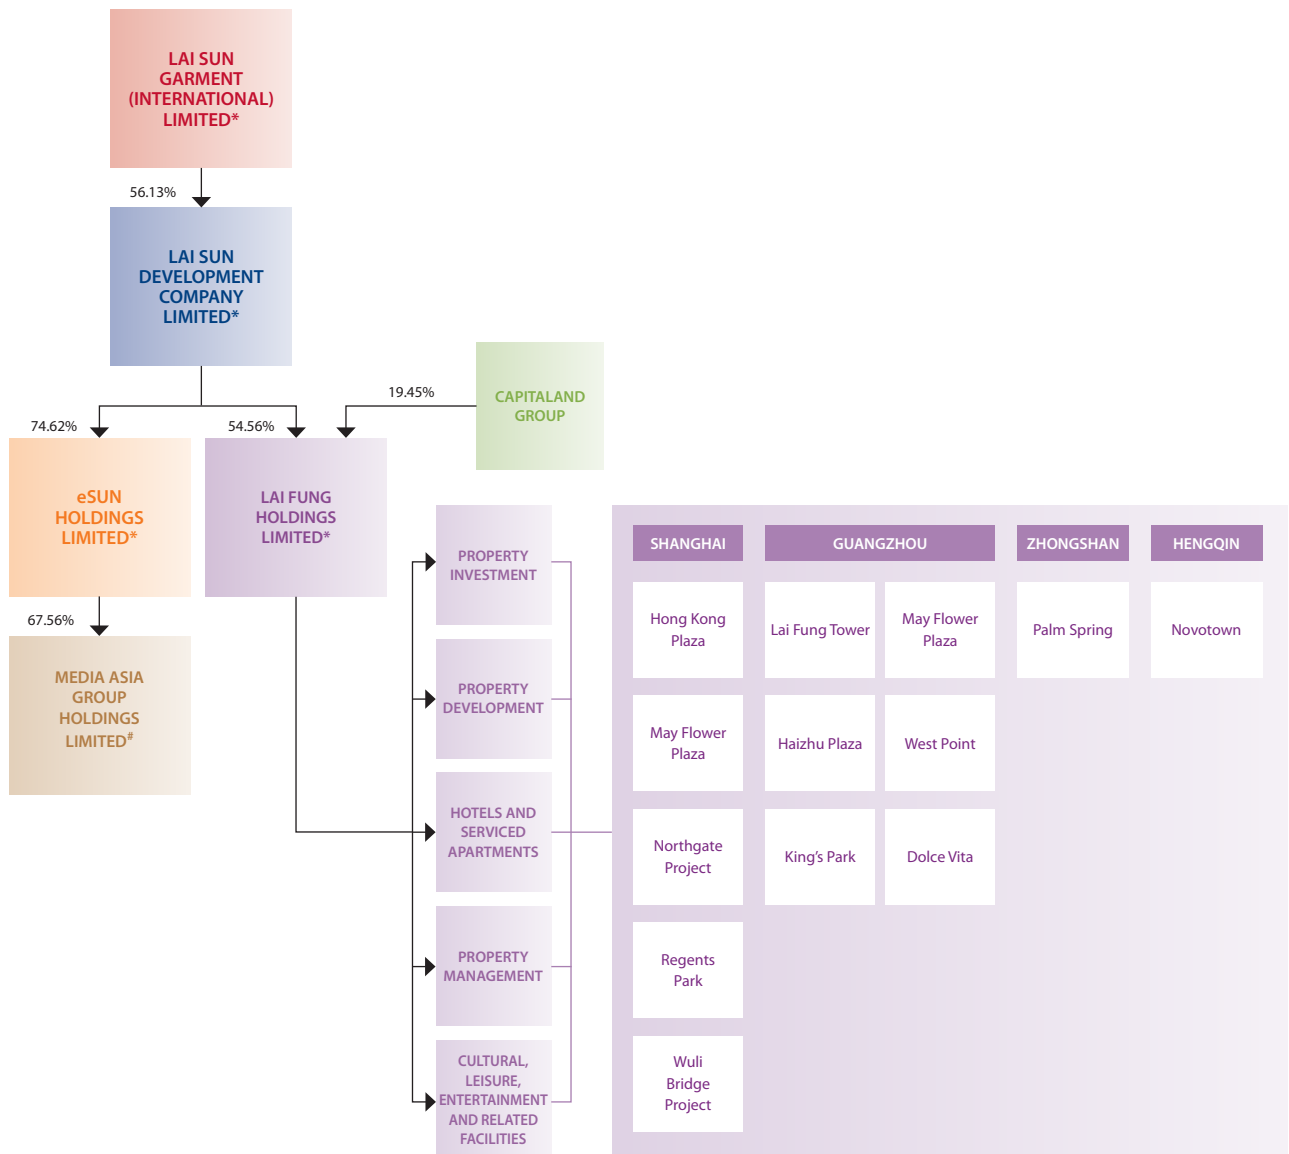 LAI SUN
GARMENT
(INTERNATIONAL)
LIMITED*
56.13%
LAI SUN
DEVELOPMENT
COMPANY
LIMITED*
CAPITALAND
GROUP
19.45%
74.62%
54.56%
eSUN
HOLDINGS
LIMITED*
LAI FUNG
HOLDINGS
LIMITED*
67.56%
MEDIA ASIA
GROUP
HOLDINGS
LIMITED#
PROPERTY
INVESTMENT
PROPERTY
DEVELOPMENT
HOTELS AND
SERVICED
APARTMENTS
PROPERTY
MANAGEMENT
CULTURAL,
LEISURE,
ENTERTAINMENT
AND RELATED
FACILITIES
SHANGHAI
Hong Kong
Plaza
May Flower
Plaza
Northgate
Project
Regents
Park
Wuli
Bridge
Project
GUANGZHOU
Lai Fung Tower
May Flower
Plaza
Haizhu Plaza
West Point
King's Park
Dolce Vita
ZHONGSHAN
Palm Spring
HENGQIN
Novotown